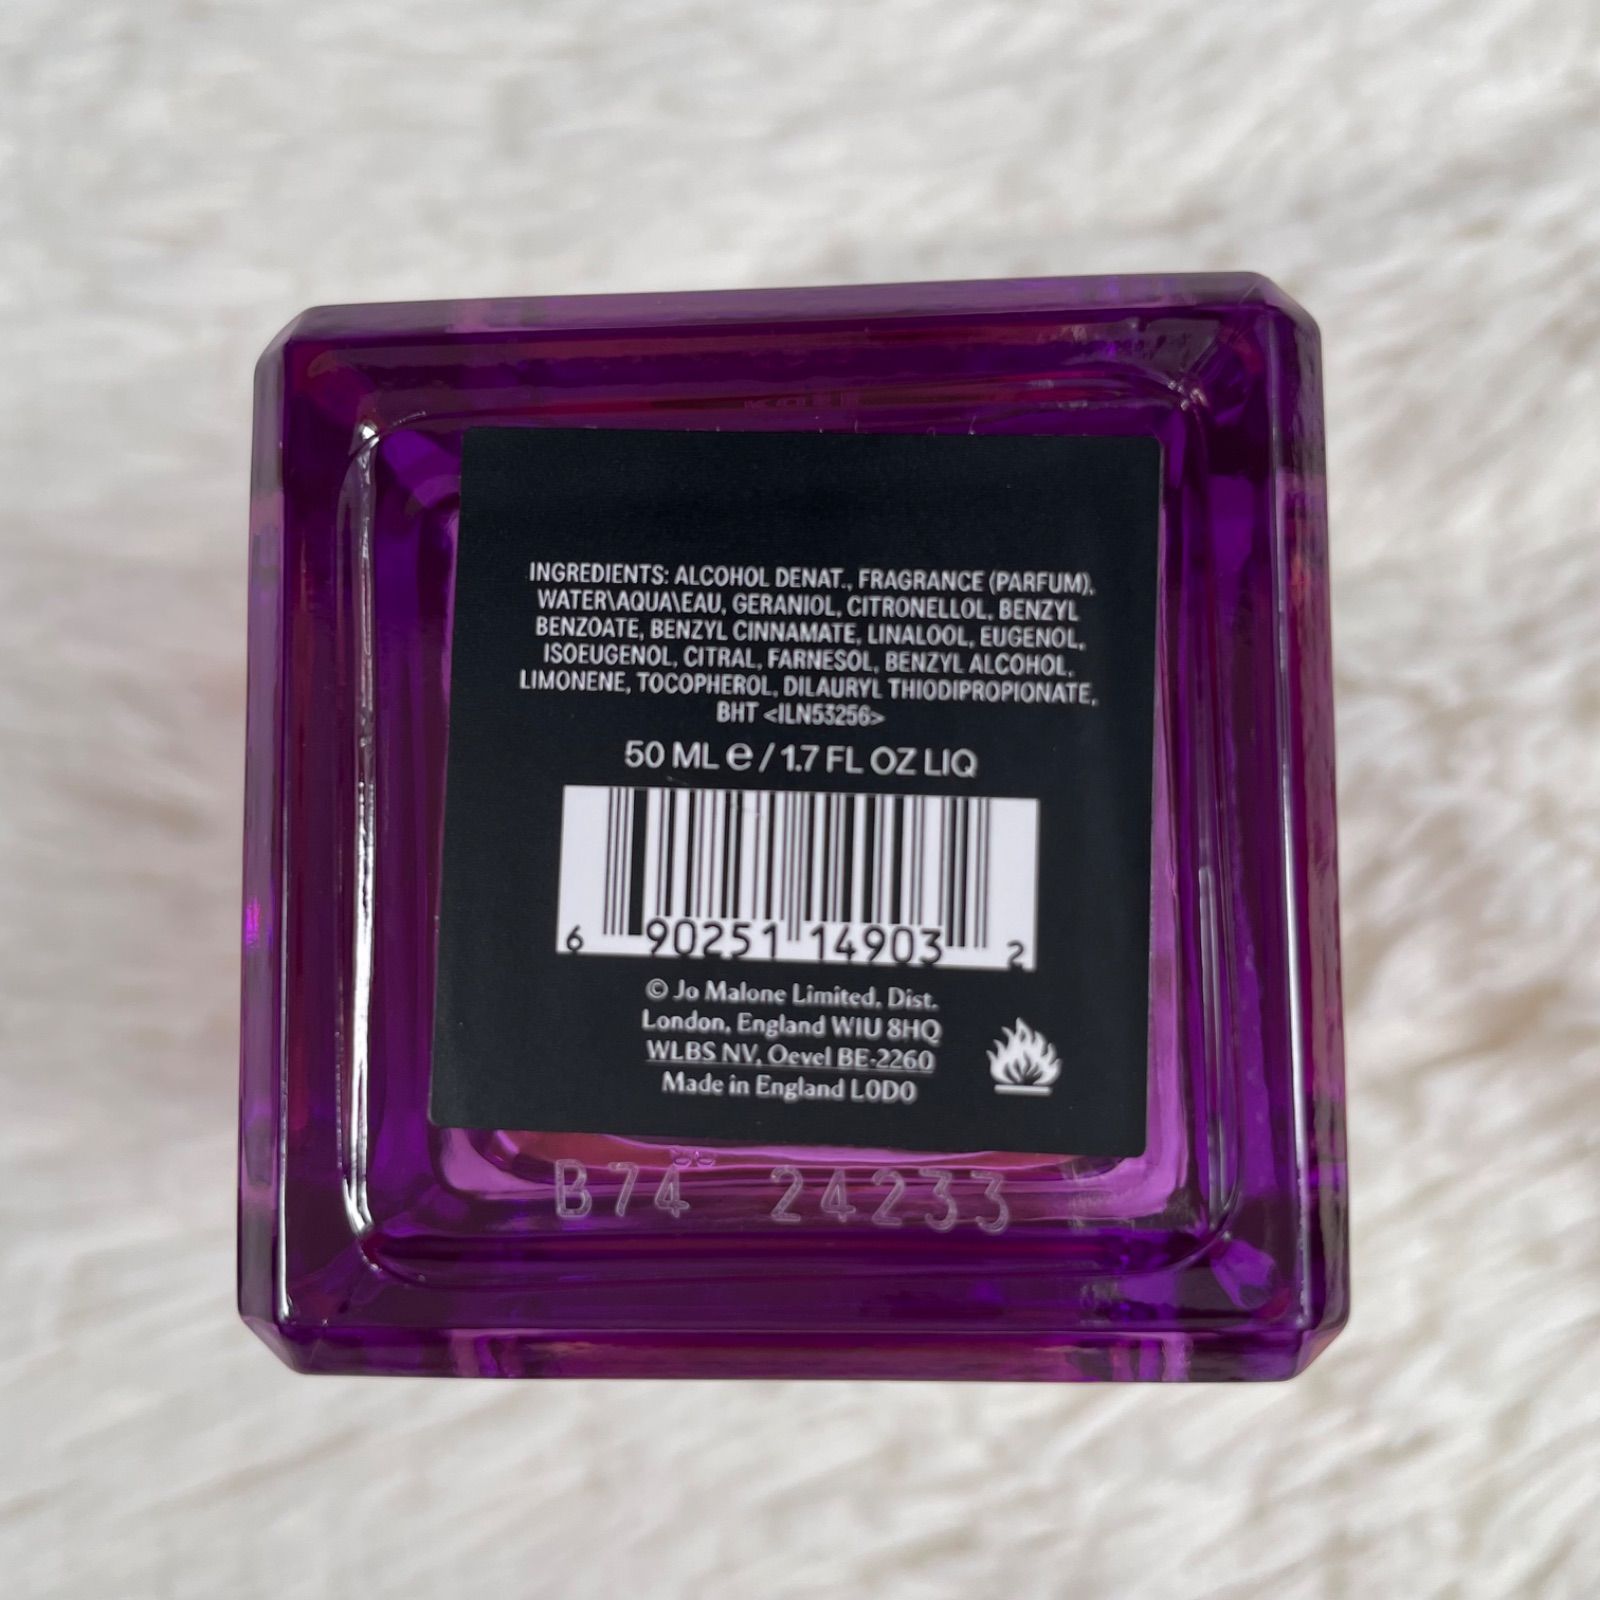 INGREDIENTS: ALCOHOL DENAT., FRAGRANCE (PARFUM),
WATER\AQUA\EAU, GERANIOL, CITRONELLOL, BENZYL
BENZOATE, BENZYL CINNAMATE, LINALOOL, EUGENOL,
ISOEUGENOL, CITRAL, FARNESOL, BENZYL ALCOHOL,
LIMONENE, TOCOPHEROL, DILAURYL THIODIPROPIONATE,
BHT <ILN53256>
50 ML ℮ / 1.7 FL OZ LIQ
6 90251 14903 2
© Jo Malone Limited, Dist.
London, England W1U 8HQ
WLBS NV, Oevel BE-2260
Made in England L0D0
B74 24233